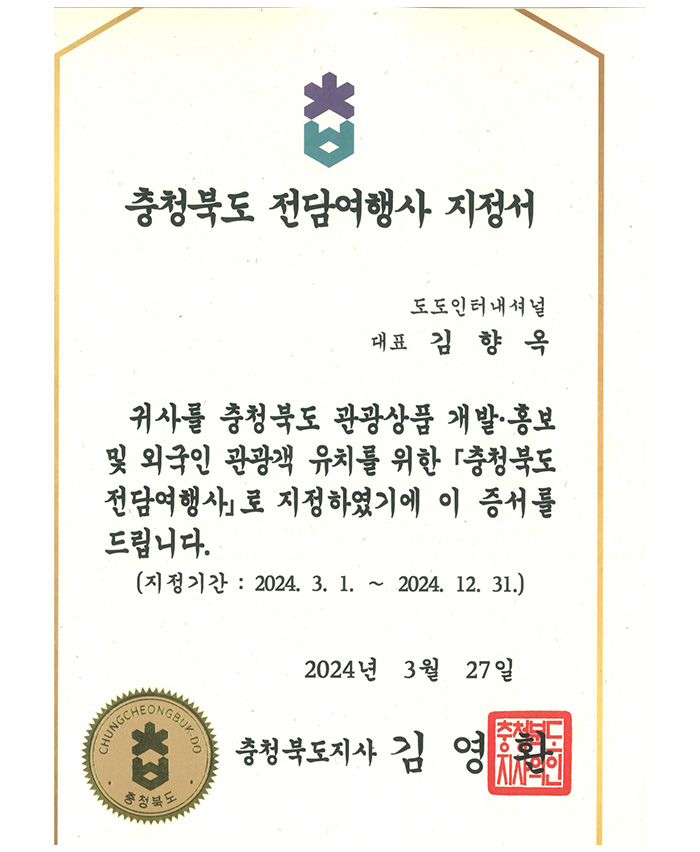 충청북도 전담여행사 지정서
도도인터내셔널
대표 김 향 옥
귀사를 충청북도 관광상품 개발·홍보
및 외국인 관광객 유치를 위한 「충청북도
전담여행사」로 지정하였기에 이 증서를
드립니다.
(지정기간 : 2024. 3. 1. ~ 2024. 12. 31.)
2024년 3월 27일
CHUNGCHEONGBUK-DO
충청북도
충청북도지사 김 영 환
충청북도
지사의인